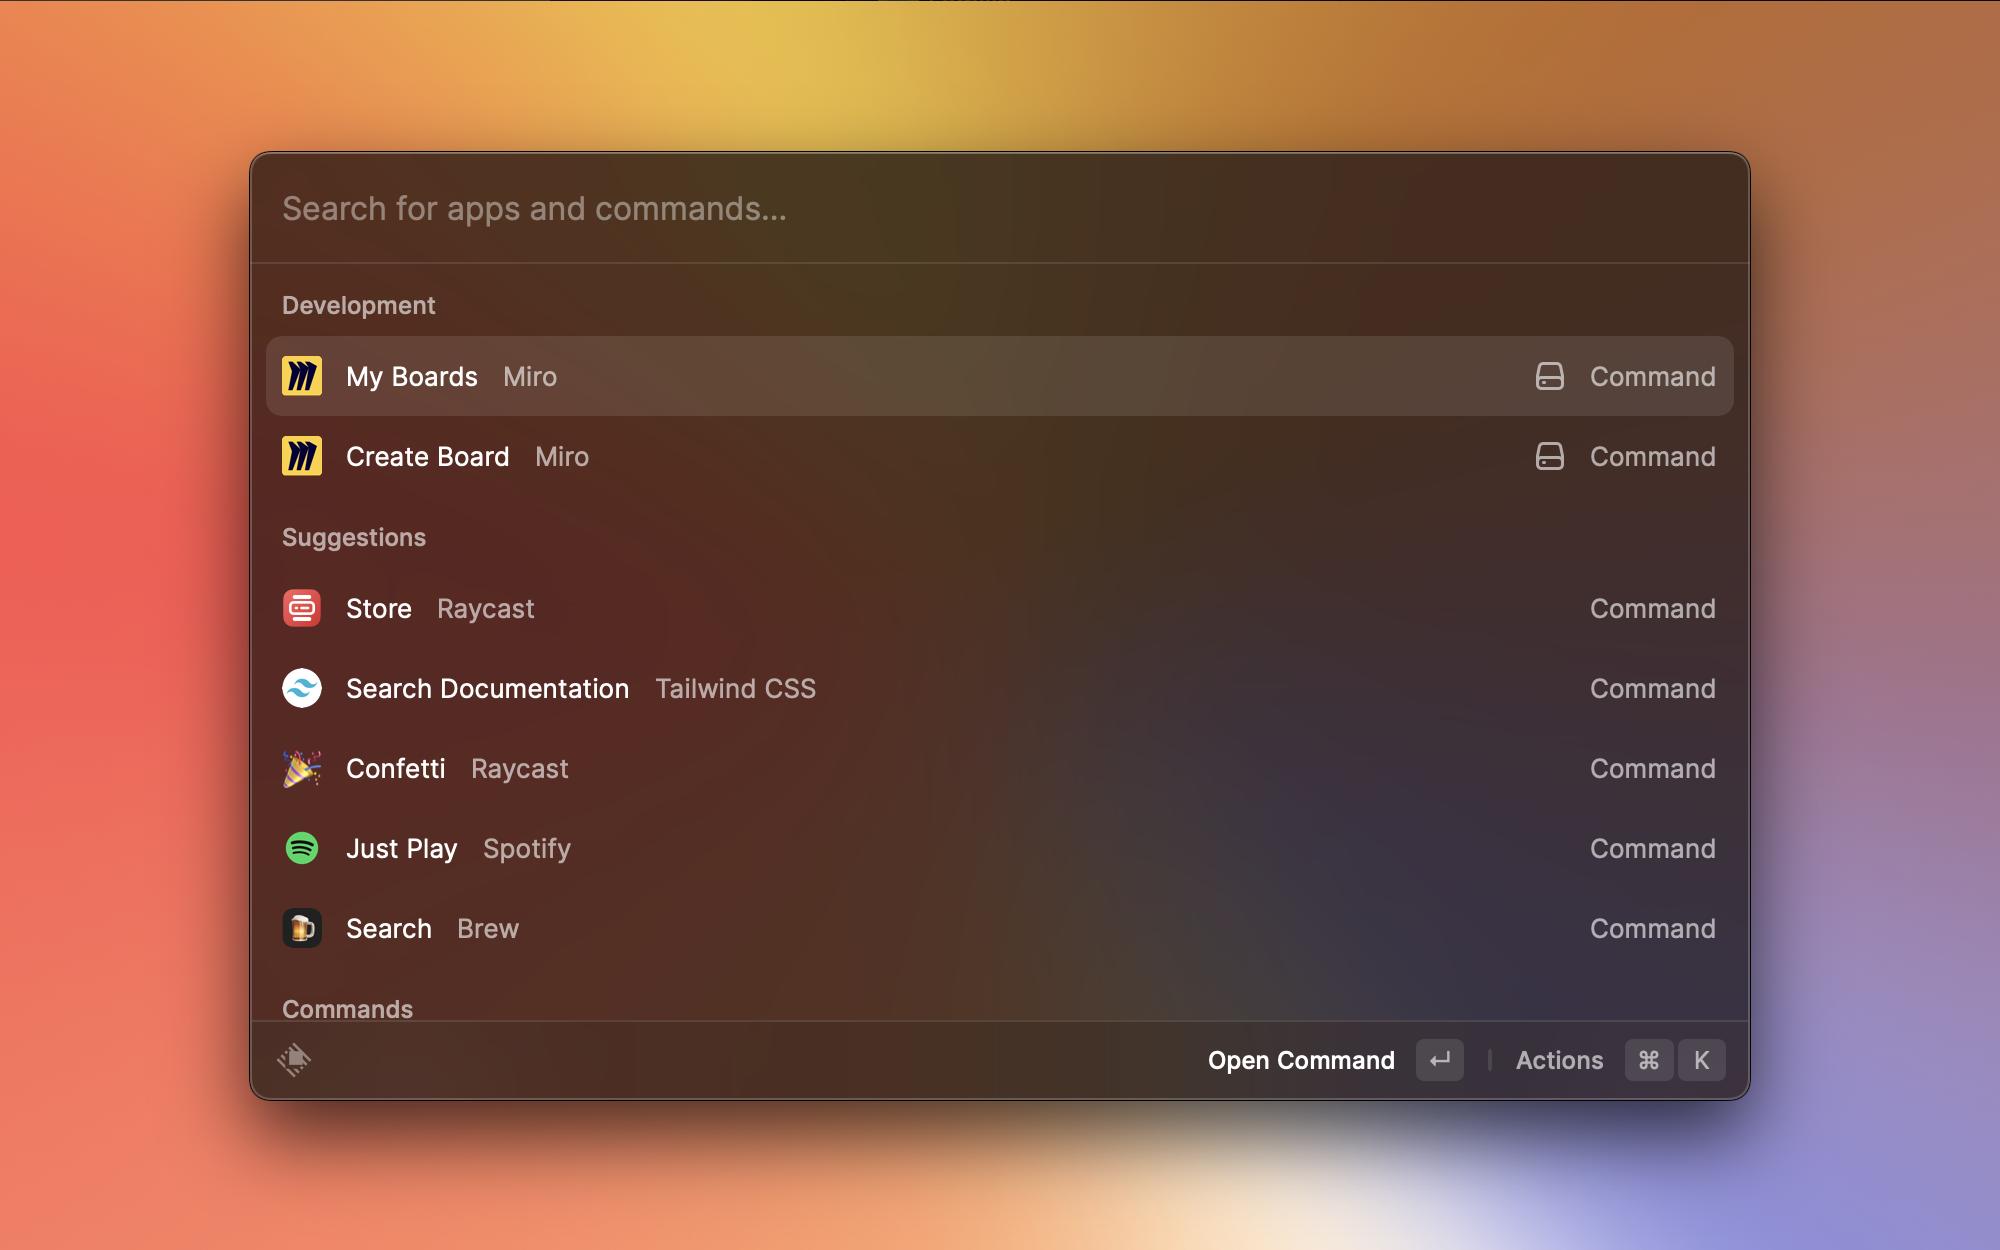 Search for apps and commands...
Development
My Boards Miro Command
Create Board Miro Command
Suggestions
Store Raycast Command
Search Documentation Tailwind CSS Command
Confetti Raycast Command
Just Play Spotify Command
Search Brew Command
Commands
Open Command ↵ | Actions ⌘ K